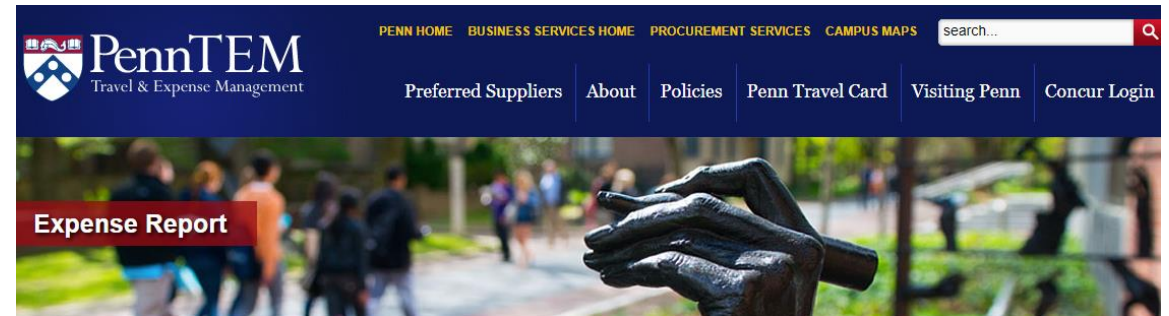 PENN HOME BUSINESS SERVICES HOME PROCUREMENT SERVICES CAMPUS MAPS search...
PennTEM
Travel & Expense Management
Preferred Suppliers About Policies Penn Travel Card Visiting Penn Concur Login
Expense Report